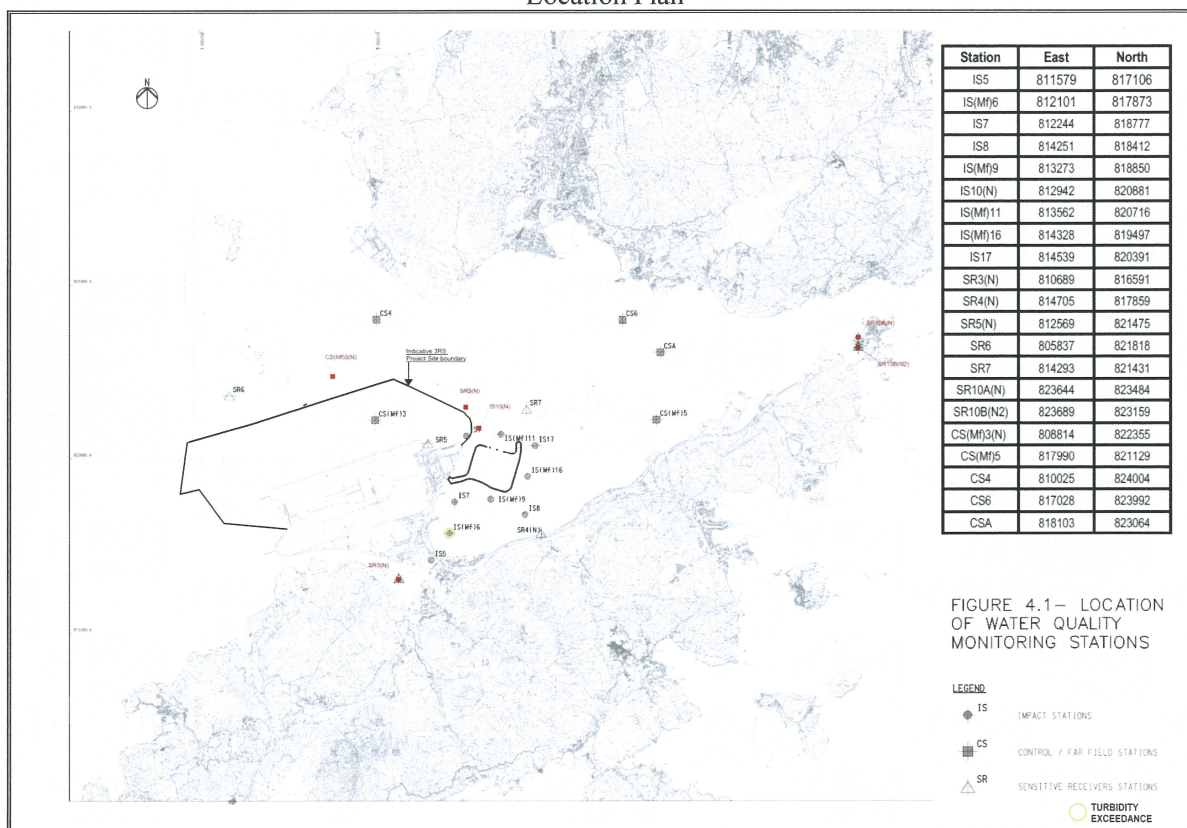 Location Plan
Station East North
IS5 811579 817106
IS(Mf)6 812101 817873
IS7 812244 818777
IS8 814251 818412
IS(Mf)9 813273 818850
IS10(N) 812942 820881
IS(Mf)11 813562 820716
IS(Mf)16 814328 819497
IS17 814539 820391
SR3(N) 810689 816591
SR4(N) 814705 817859
SR5(N) 812569 821475
SR6 805837 821818
SR7 814293 821431
SR10A(N) 823644 823484
SR10B(N2) 823689 823159
CS(Mf)3(N) 808814 822355
CS(Mf)5 817990 821129
CS4 810025 824004
CS6 817028 823992
CSA 818103 823064
N
CS4
CS6
SR10A(N)
CSA
SR10B(N2)
Indicative 3RS
Project Site boundary
CS(Mf)3(N)
SR6
SR5(N)
SR7
CS(Mf)3
IS10(N)
CS(Mf)5
SR5
IS(Mf)11
IS17
IS(Mf)16
IS7
IS(Mf)9
IS8
IS(Mf)6
SR4(N)
IS5
SR3(N)
FIGURE 4.1- LOCATION
OF WATER QUALITY
MONITORING STATIONS
LEGEND
IS IMPACT STATIONS
CS CONTROL / FAR FIELD STATIONS
SR SENSITIVE RECEIVERS STATIONS
TURBIDITY
EXCEEDANCE